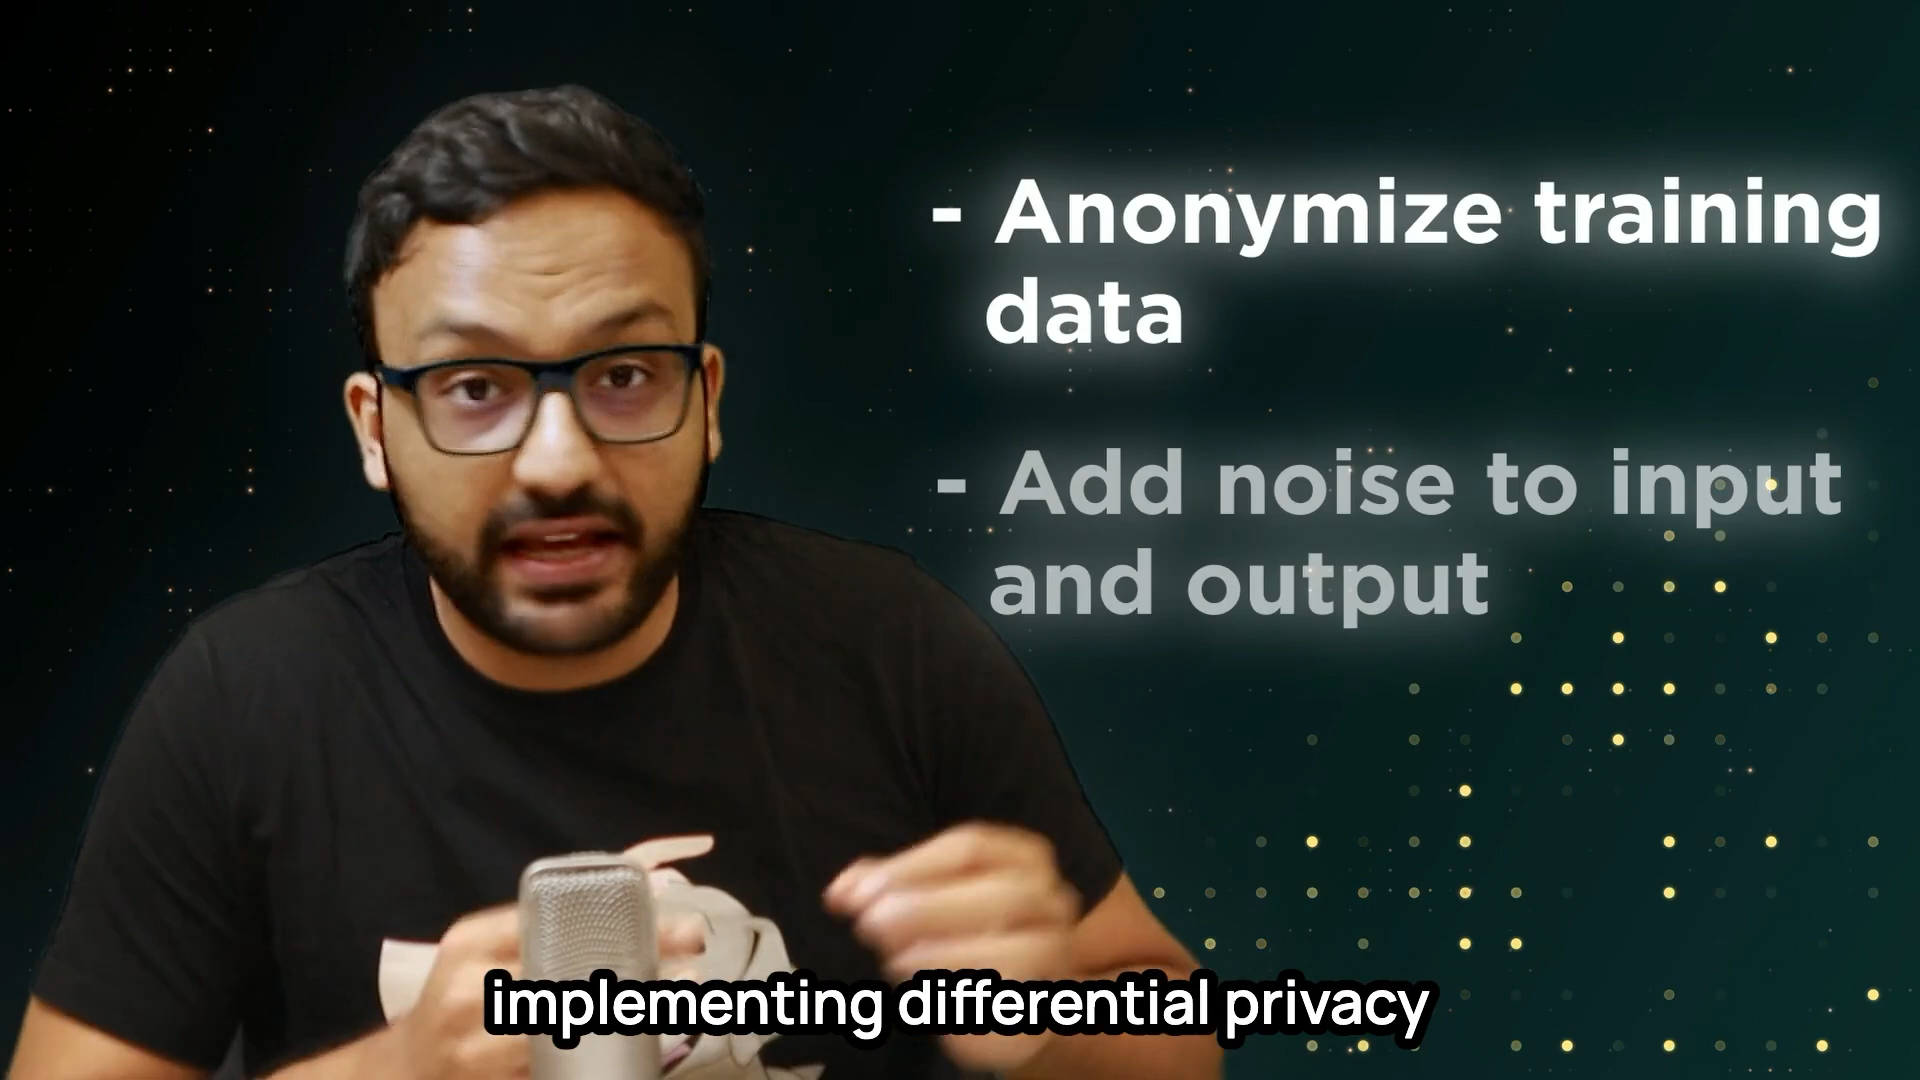 - Anonymize training
data
- Add noise to input
and output
implementing differential privacy